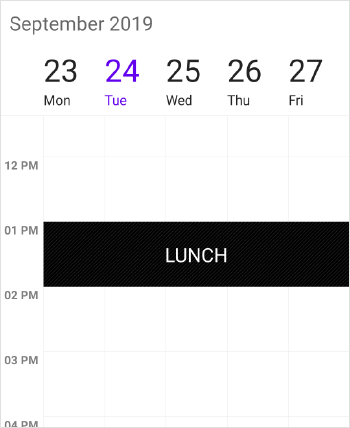 September 2019
23 24 25 26 27
Mon Tue Wed Thu Fri
12 PM
01 PM
LUNCH
02 PM
03 PM
04 PM